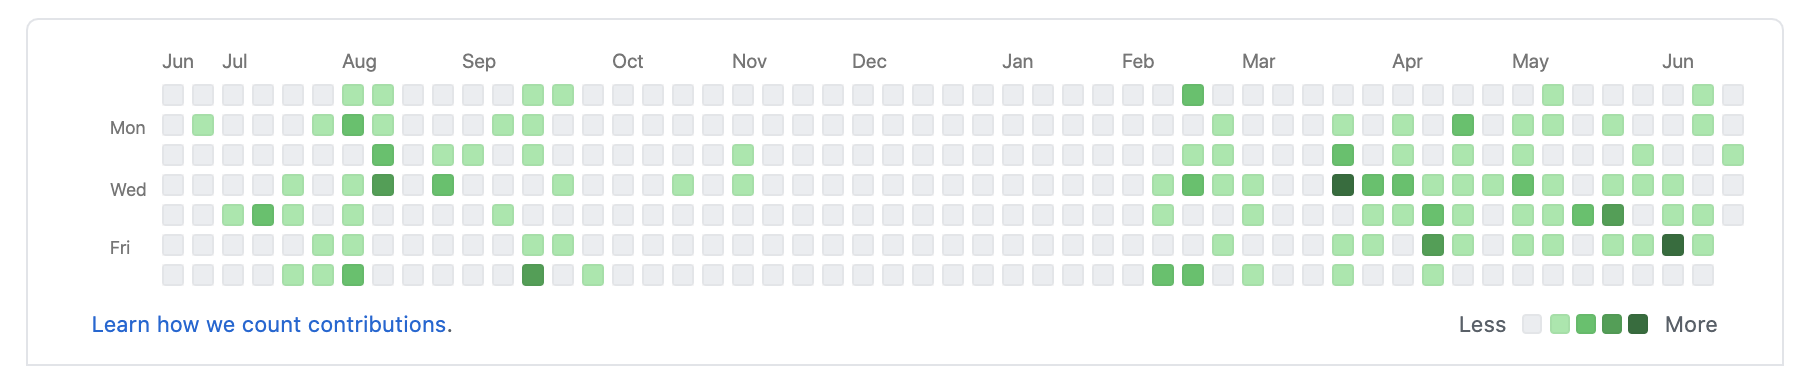 Jun Jul Aug Sep Oct Nov Dec Jan Feb Mar Apr May Jun
Mon
Wed
Fri
Learn how we count contributions. Less More